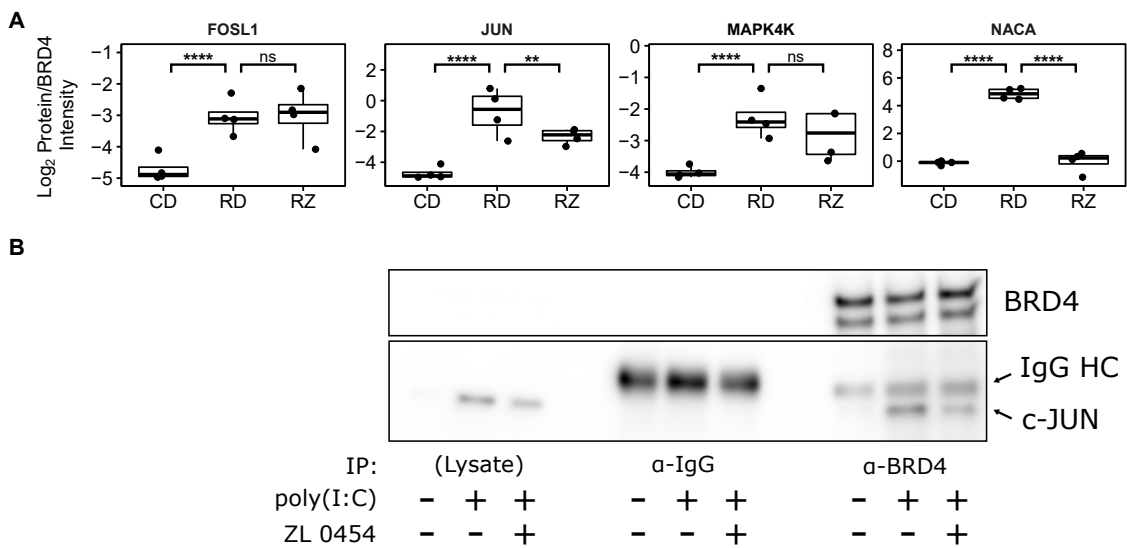 A
FOSL1 JUN MAPK4K NACA
Log2 Protein/BRD4
Intensity
−1
−2
−3
−4
−5
**** ns
CD RD RZ
2
0
−2
−4
**** **
CD RD RZ
0
−1
−2
−3
−4
**** ns
CD RD RZ
8
6
4
2
0
**** ****
CD RD RZ
B
BRD4
IgG HC
c-JUN
IP: (Lysate) α-IgG α-BRD4
poly(I:C) − + + − + + − + +
ZL 0454 − − + − − + − − +